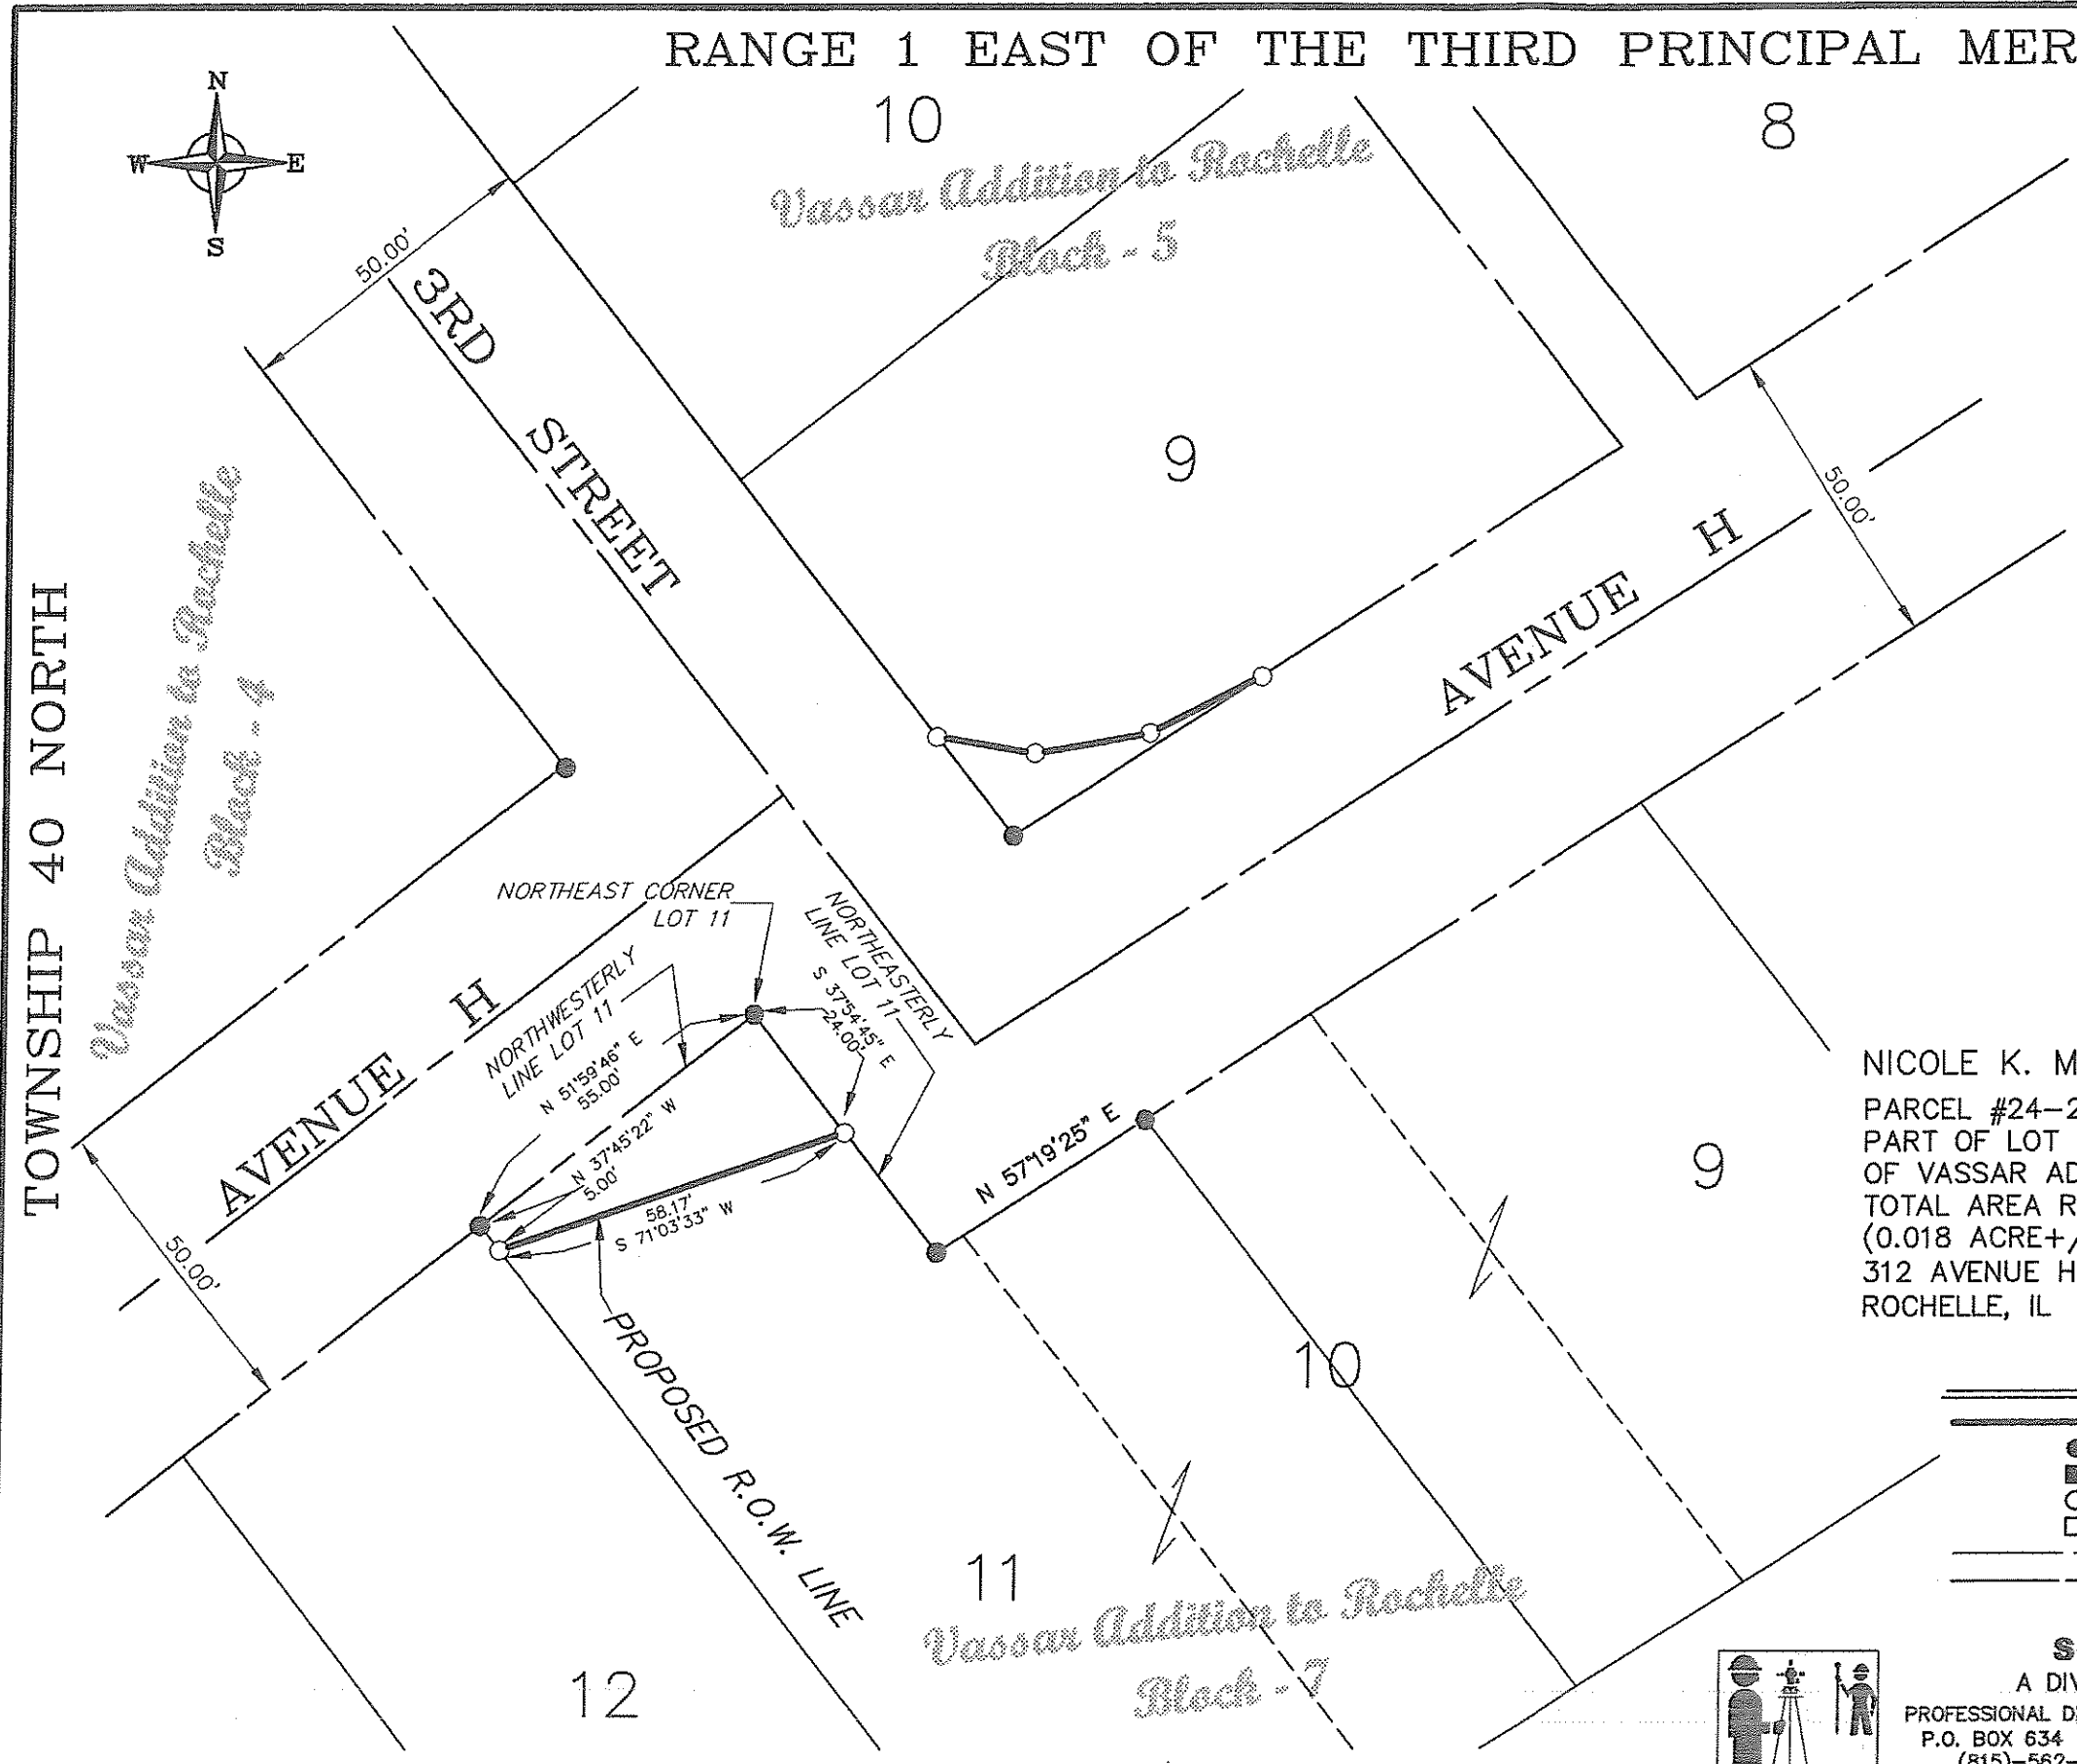 RANGE 1 EAST OF THE THIRD PRINCIPAL MER
N
W
E
S
10
8
Vassar Addition to Rochelle
Block - 5
50.00'
3RD STREET
9
50.00'
AVENUE H
TOWNSHIP 40 NORTH
Vassar Addition to Rochelle
Block - 4
NORTHEAST CORNER
LOT 11
NORTHEASTERLY
LINE LOT 11
S 37°54'45" E
24.00'
NORTHWESTERLY
LINE LOT 11
N 51°59'46" E
55.00'
AVENUE H
N 37°45'22" W
5.00'
58.17'
S 71°03'33" W
N 57°19'25" E
50.00'
PROPOSED R.O.W. LINE
9
10
11
12
Vassar Addition to Rochelle
Block - 7
NICOLE K. M
PARCEL #24-2
PART OF LOT
OF VASSAR AD
TOTAL AREA R
(0.018 ACRE+/
312 AVENUE H
ROCHELLE, IL
S
A DIV
PROFESSIONAL D
P.O. BOX 634
(815)-562-